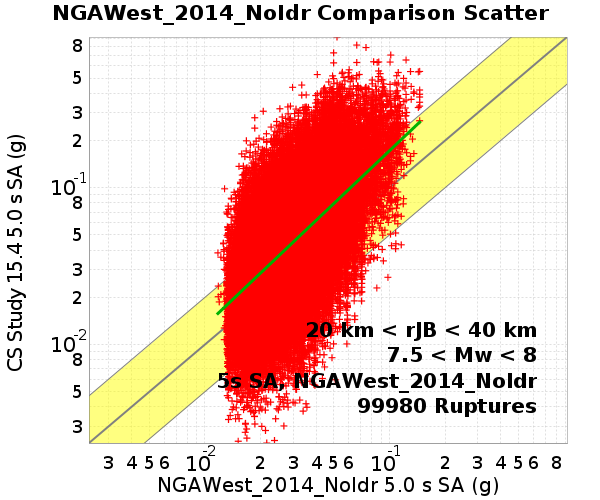 NGAWest_2014_NoIdr Comparison Scatter
CS Study 15.4 5.0 s SA (g)
8
5
3
2
10^-1
8
5
3
2
10^-2
8
5
3
20 km < rJB < 40 km
7.5 < Mw < 8
5s SA, NGAWest_2014_NoIdr
99980 Ruptures
3 4 5 6 10^-2 2 3 4 5 6 10^-1 2 3 4 5 6 8
NGAWest_2014_NoIdr 5.0 s SA (g)